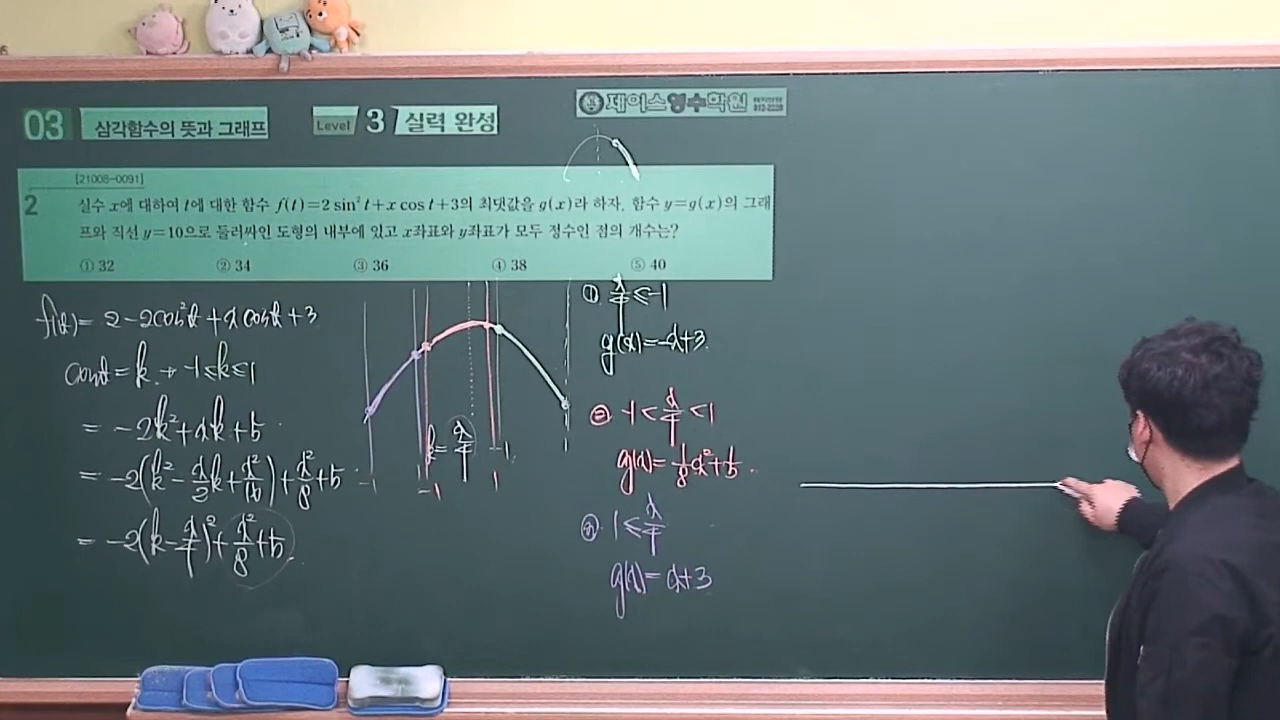 03 삼각함수의 뜻과 그래프 Level 3 실력 완성
제이스영수학원
[21008-0091]
2 실수 x에 대하여 t에 대한 함수 f(t)=2 sin² t+x cos t+3의 최댓값을 g(x)라 하자. 함수 y=g(x)의 그래
프와 직선 y=10으로 둘러싸인 도형의 내부에 있고 x좌표와 y좌표가 모두 정수인 점의 개수는?
① 32 ② 34 ③ 36 ④ 38 ⑤ 40
f(t)= 2-2cos²t+x cost+3
cost=k. → -1≤k≤1
= -2k²+xk+5
= -2(k²-x/2 k+x²/16)+x²/8+5
= -2(k-x/4)²+x²/8+5
k=x/4
-1
1
-1
1
① x/4≤-1
g(x)=-x+3
② -1<x/4<1
g(x)=1/8 x²+5
③ 1≤x/4
g(x)=x+3